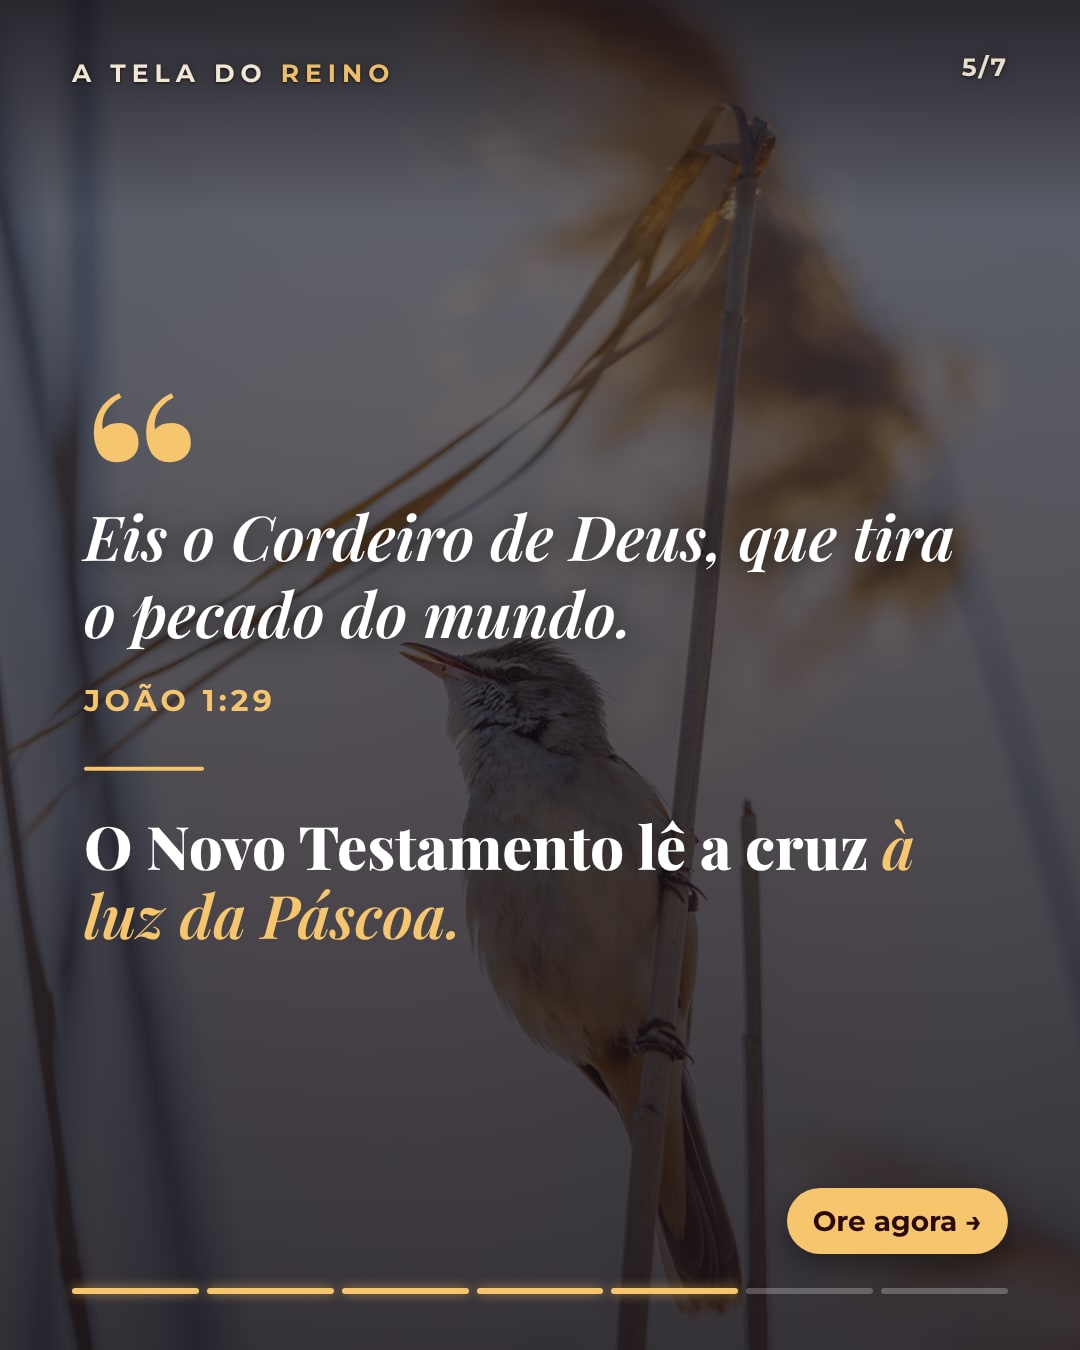 A TELA DO REINO
5/7
“
Eis o Cordeiro de Deus, que tira
o pecado do mundo.
JOÃO 1:29
O Novo Testamento lê a cruz à
luz da Páscoa.
Ore agora →